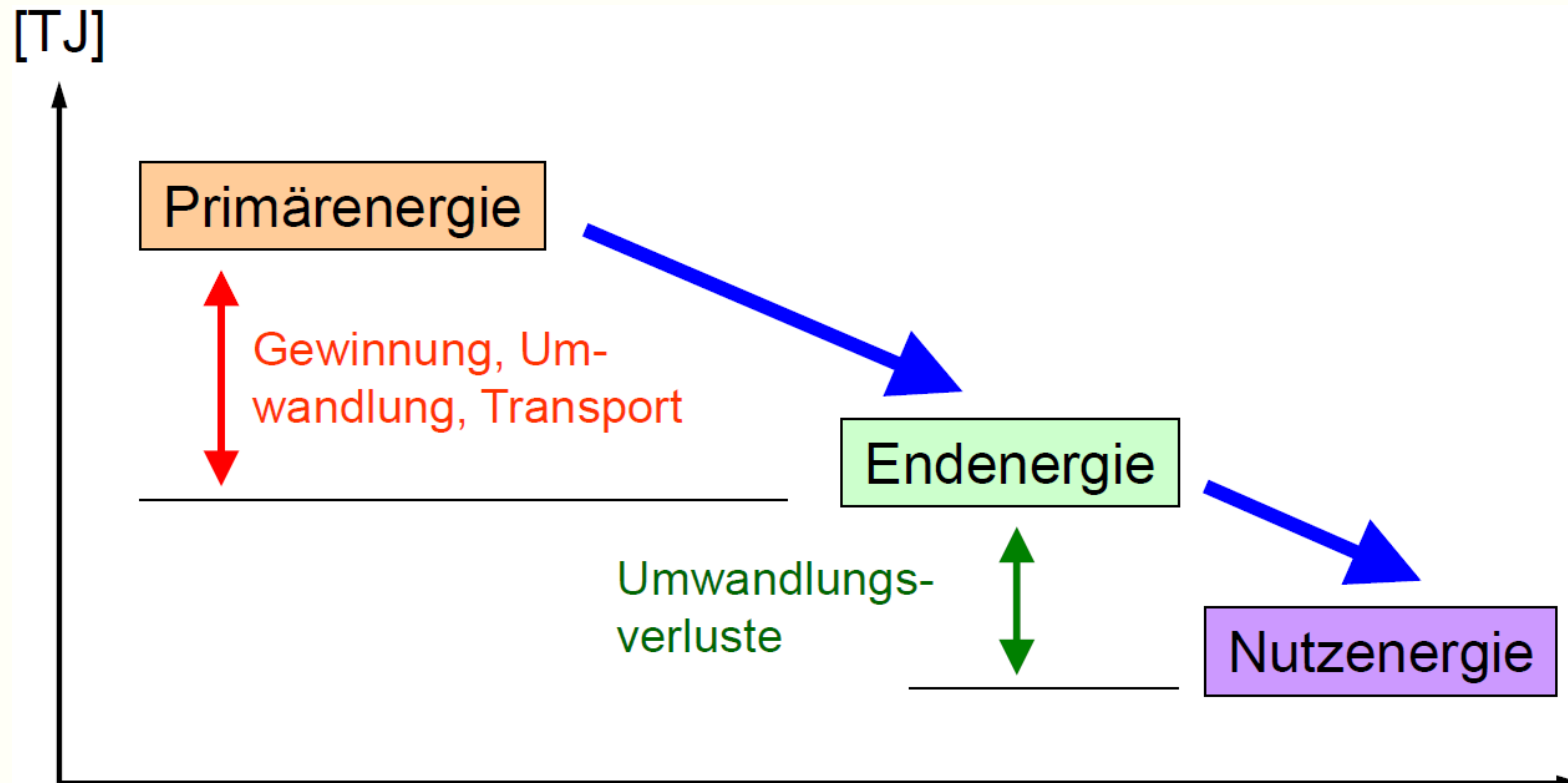 [TJ]
Primärenergie
Gewinnung, Um-
wandlung, Transport
Endenergie
Umwandlungs-
verluste
Nutzenergie